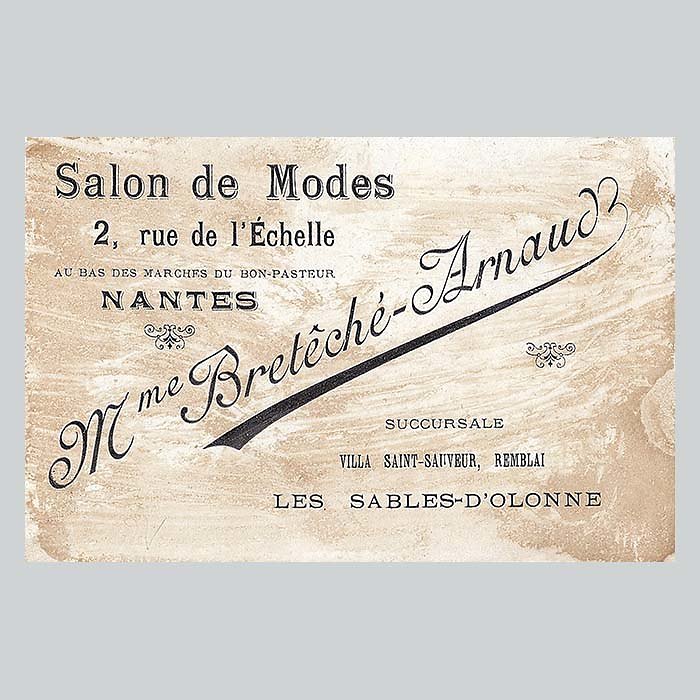 Salon de Modes
2, rue de l'Échelle
AU BAS DES MARCHES DU BON-PASTEUR
NANTES
Mme Bretêché-Arnaud
SUCCURSALE
VILLA SAINT-SAUVEUR, REMBLAI
LES SABLES-D'OLONNE